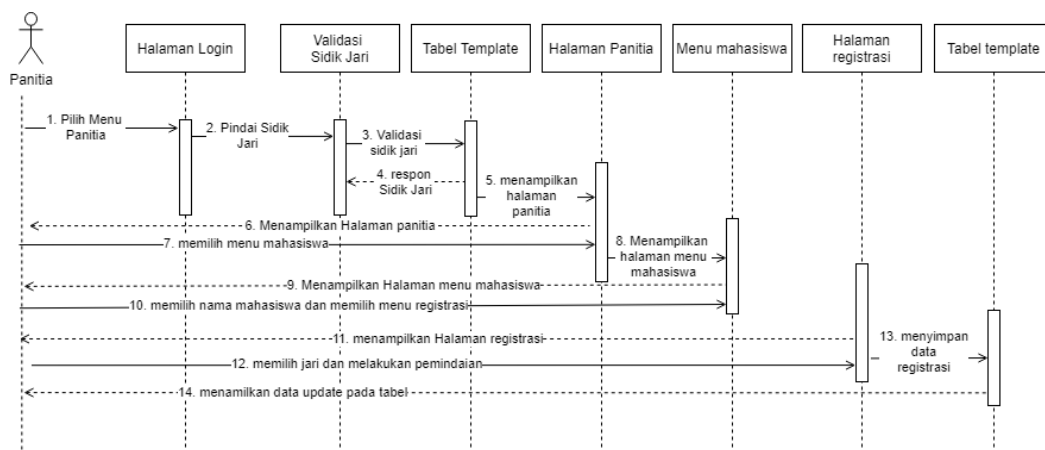 Panitia
Halaman Login
Validasi
Sidik Jari
Tabel Template
Halaman Panitia
Menu mahasiswa
Halaman
registrasi
Tabel template
1. Pilih Menu
Panitia
2. Pindai Sidik
Jari
3. Validasi
sidik jari
4. respon
Sidik Jari
5. menampilkan
halaman
panitia
6. Menampilkan Halaman panitia
7. memilih menu mahasiswa
8. Menampilkan
halaman menu
mahasiswa
9. Menampilkan Halaman menu mahasiswa
10. memilih nama mahasiswa dan memilih menu registrasi
11. menampilkan Halaman registrasi
12. memilih jari dan melakukan pemindaian
13. menyimpan
data
registrasi
14. menamilkan data update pada tabel